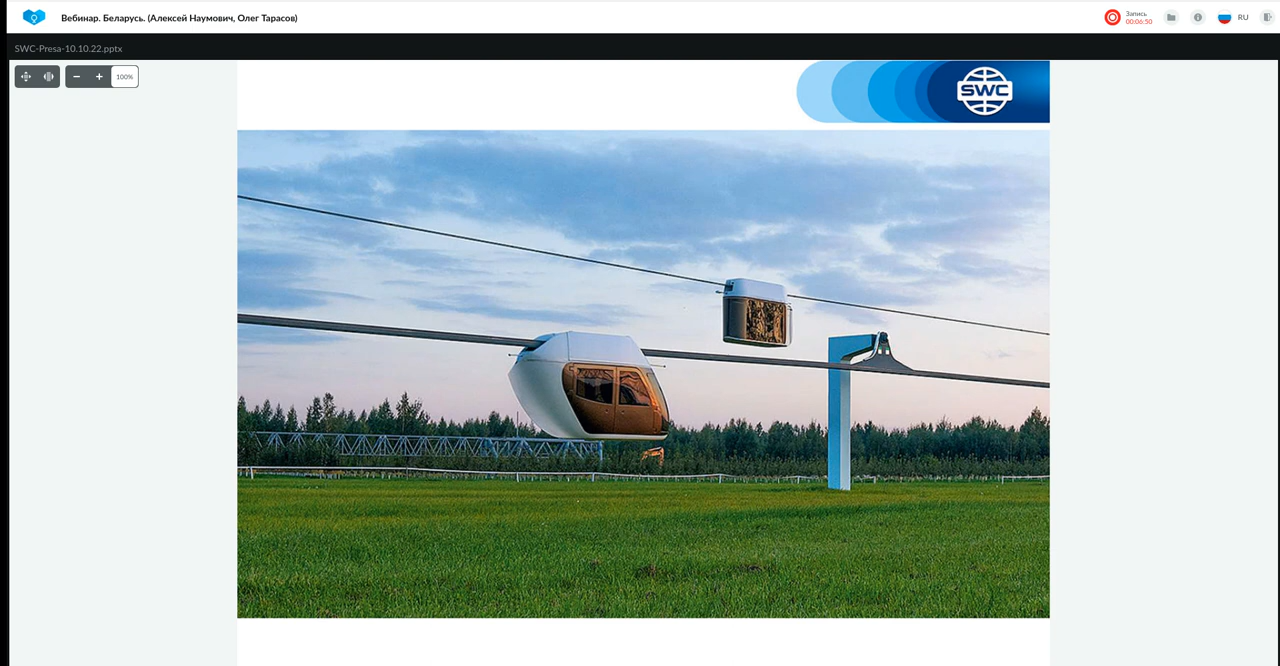 Вебинар. Беларусь. (Алексей Наумович, Олег Тарасов)
Запись
00:06:50
RU
SWC-Presa-10.10.22.pptx
100%
SWC